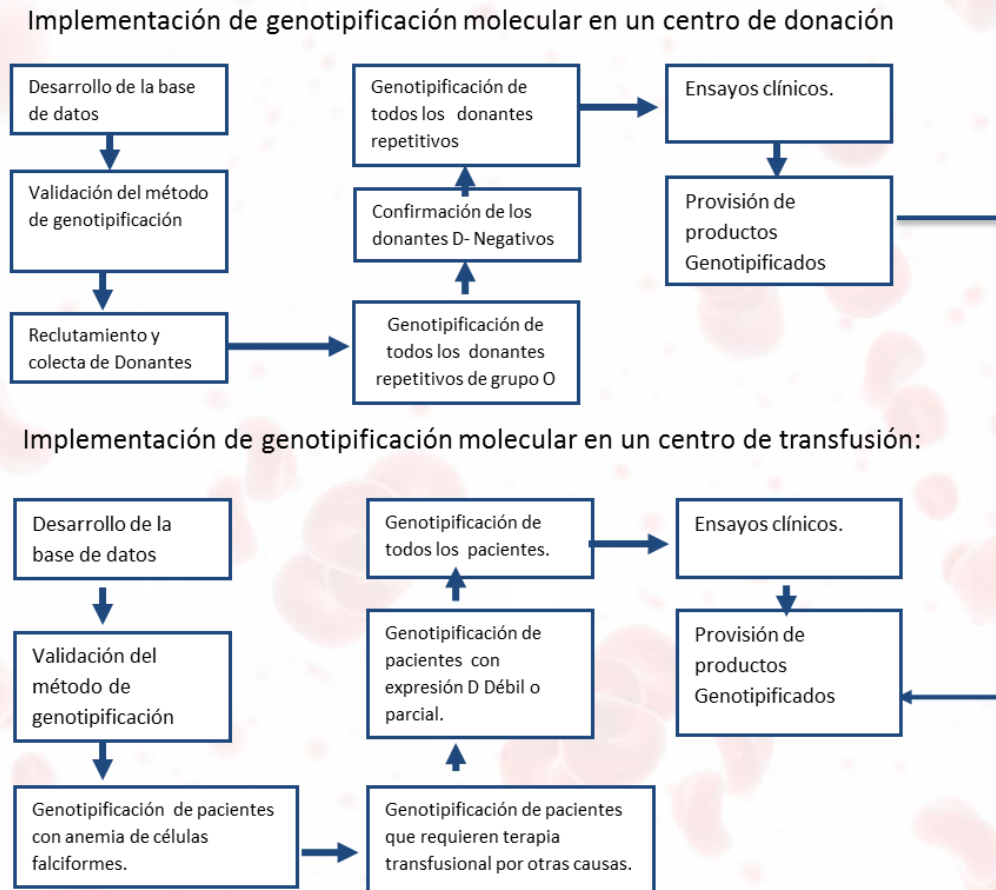 Implementación de genotipificación molecular en un centro de donación
Desarrollo de la base
de datos
Validación del método
de genotipificación
Reclutamiento y
colecta de Donantes
Genotipificación de
todos los donantes
repetitivos de grupo O
Confirmación de los
donantes D- Negativos
Genotipificación de
todos los donantes
repetitivos
Ensayos clínicos.
Provisión de
productos
Genotipificados
Implementación de genotipificación molecular en un centro de transfusión:
Desarrollo de la
base de datos
Validación del
método de
genotipificación
Genotipificación de pacientes
con anemia de células
falciformes.
Genotipificación de pacientes
que requieren terapia
transfusional por otras causas.
Genotipificación de
pacientes con
expresión D Débil o
parcial.
Genotipificación de
todos los pacientes.
Ensayos clínicos.
Provisión de
productos
Genotipificados